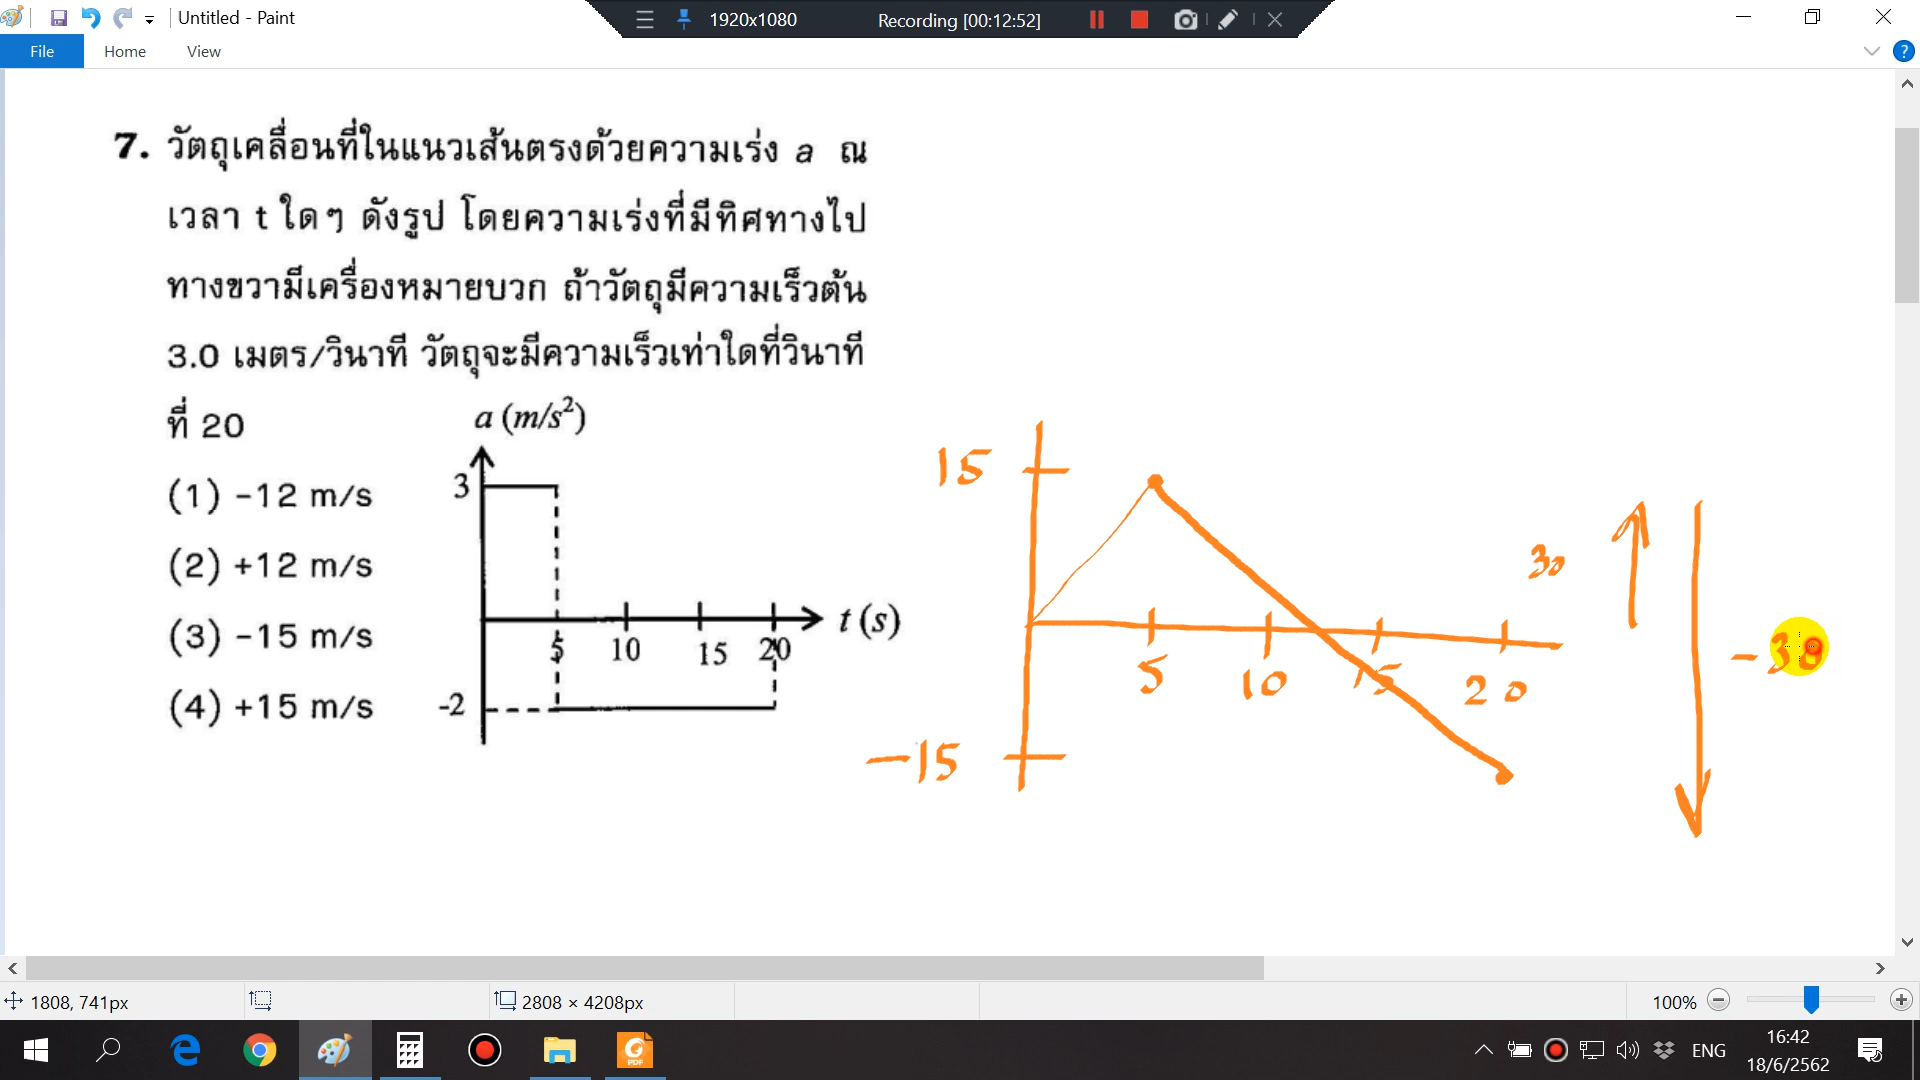 Untitled - Paint
1920x1080
Recording [00:12:52]
File
Home
View
7. วัตถุเคลื่อนที่ในแนวเส้นตรงด้วยความเร่ง a ณ
เวลา t ใดๆ ดังรูป โดยความเร่งที่มีทิศทางไป
ทางขวามีเครื่องหมายบวก ถ้าวัตถุมีความเร็วต้น
3.0 เมตร/วินาที วัตถุจะมีความเร็วเท่าใดที่วินาที
ที่ 20
a (m/s²)
(1) -12 m/s
(2) +12 m/s
(3) -15 m/s
(4) +15 m/s
3
5
10
15
20
t (s)
-2
15
-15
5
10
15
20
30
-30
1808, 741px
2808 × 4208px
100%
PDF
ENG
16:42
18/6/2562